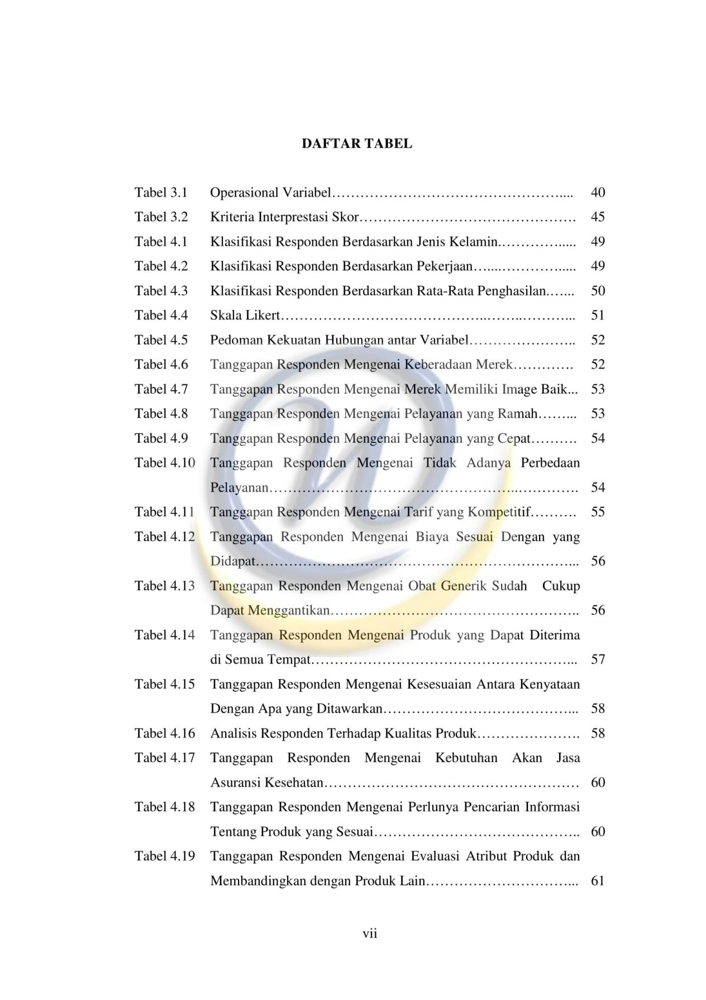 DAFTAR TABEL
Tabel 3.1 Operasional Variabel…………………………………………..... 40
Tabel 3.2 Kriteria Interprestasi Skor………………………………………. 45
Tabel 4.1 Klasifikasi Responden Berdasarkan Jenis Kelamin.…………..... 49
Tabel 4.2 Klasifikasi Responden Berdasarkan Pekerjaan…....…………..... 49
Tabel 4.3 Klasifikasi Responden Berdasarkan Rata-Rata Penghasilan.…... 50
Tabel 4.4 Skala Likert……………………………………..……..………... 51
Tabel 4.5 Pedoman Kekuatan Hubungan antar Variabel………………….. 52
Tabel 4.6 Tanggapan Responden Mengenai Keberadaan Merek…………. 52
Tabel 4.7 Tanggapan Responden Mengenai Merek Memiliki Image Baik... 53
Tabel 4.8 Tanggapan Responden Mengenai Pelayanan yang Ramah……... 53
Tabel 4.9 Tanggapan Responden Mengenai Pelayanan yang Cepat………. 54
Tabel 4.10 Tanggapan Responden Mengenai Tidak Adanya Perbedaan
Pelayanan…………………………………………….…………. 54
Tabel 4.11 Tanggapan Responden Mengenai Tarif yang Kompetitif………. 55
Tabel 4.12 Tanggapan Responden Mengenai Biaya Sesuai Dengan yang
Didapat…………………………………………………………... 56
Tabel 4.13 Tanggapan Responden Mengenai Obat Generik Sudah Cukup
Dapat Menggantikan…………………………………………….. 56
Tabel 4.14 Tanggapan Responden Mengenai Produk yang Dapat Diterima
di Semua Tempat………………………………………………... 57
Tabel 4.15 Tanggapan Responden Mengenai Kesesuaian Antara Kenyataan
Dengan Apa yang Ditawarkan…………………………………... 58
Tabel 4.16 Analisis Responden Terhadap Kualitas Produk…………………. 58
Tabel 4.17 Tanggapan Responden Mengenai Kebutuhan Akan Jasa
Asuransi Kesehatan……………………………………………… 60
Tabel 4.18 Tanggapan Responden Mengenai Perlunya Pencarian Informasi
Tentang Produk yang Sesuai…………………………………….. 60
Tabel 4.19 Tanggapan Responden Mengenai Evaluasi Atribut Produk dan
Membandingkan dengan Produk Lain…………………………... 61
vii